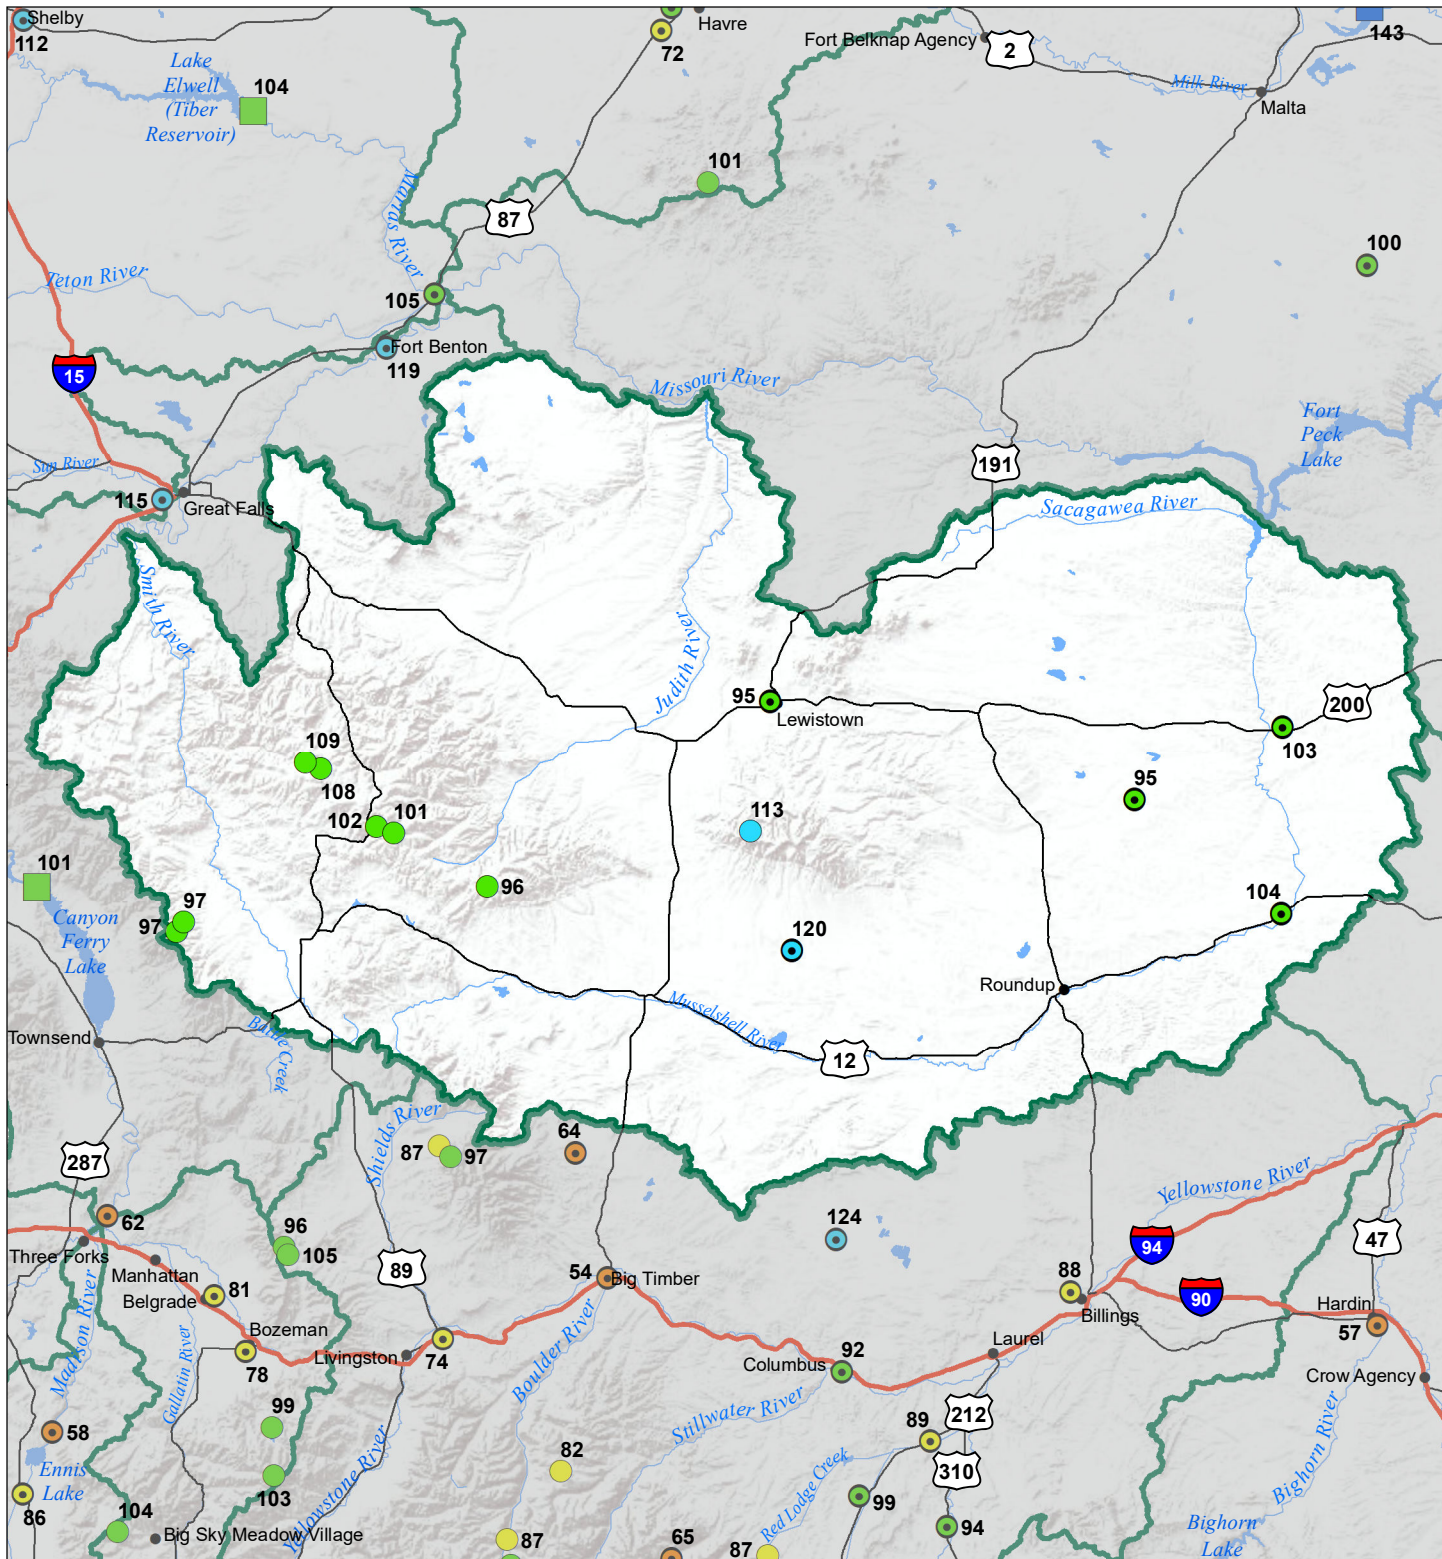 Shelby
112
Havre
72
Fort Belknap Agency
2
143
Lake
Elwell
(Tiber
Reservoir)
104
Milk River
Malta
101
Marias River
87
100
Teton River
105
Fort Benton
119
15
Missouri River
Fort
Peck
Lake
Sun River
115
Great Falls
191
Sacagawea River
Smith River
Judith River
95
Lewistown
200
103
109
108
102
101
113
95
96
101
Canyon
Ferry
Lake
97
97
104
120
Roundup
Musselshell River
12
Townsend
Battle Creek
Shields River
287
87
97
64
Yellowstone River
62
Three Forks
96
105
124
47
94
89
54
Big Timber
88
Billings
90
Hardin
57
Manhattan
Belgrade
81
Madison River
Bozeman
78
Gallatin River
Livingston
74
Boulder River
Columbus
92
Laurel
Crow Agency
99
Stillwater River
212
89
58
Ennis
Lake
86
82
310
103
Yellowstone River
Red Lodge Creek
99
94
Bighorn River
104
Big Sky Meadow Village
87
65
87
Bighorn
Lake